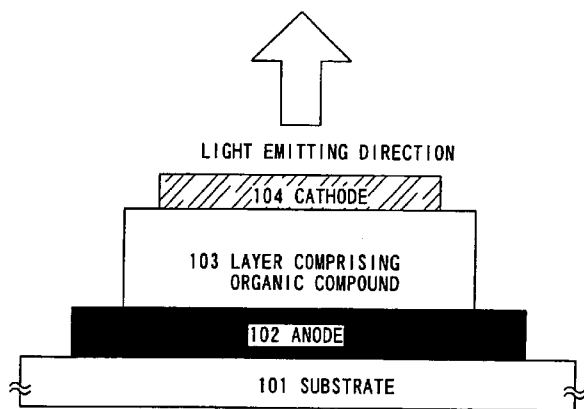 LIGHT EMITTING DIRECTION
104 CATHODE
103 LAYER COMPRISING
ORGANIC COMPOUND
102 ANODE
101 SUBSTRATE